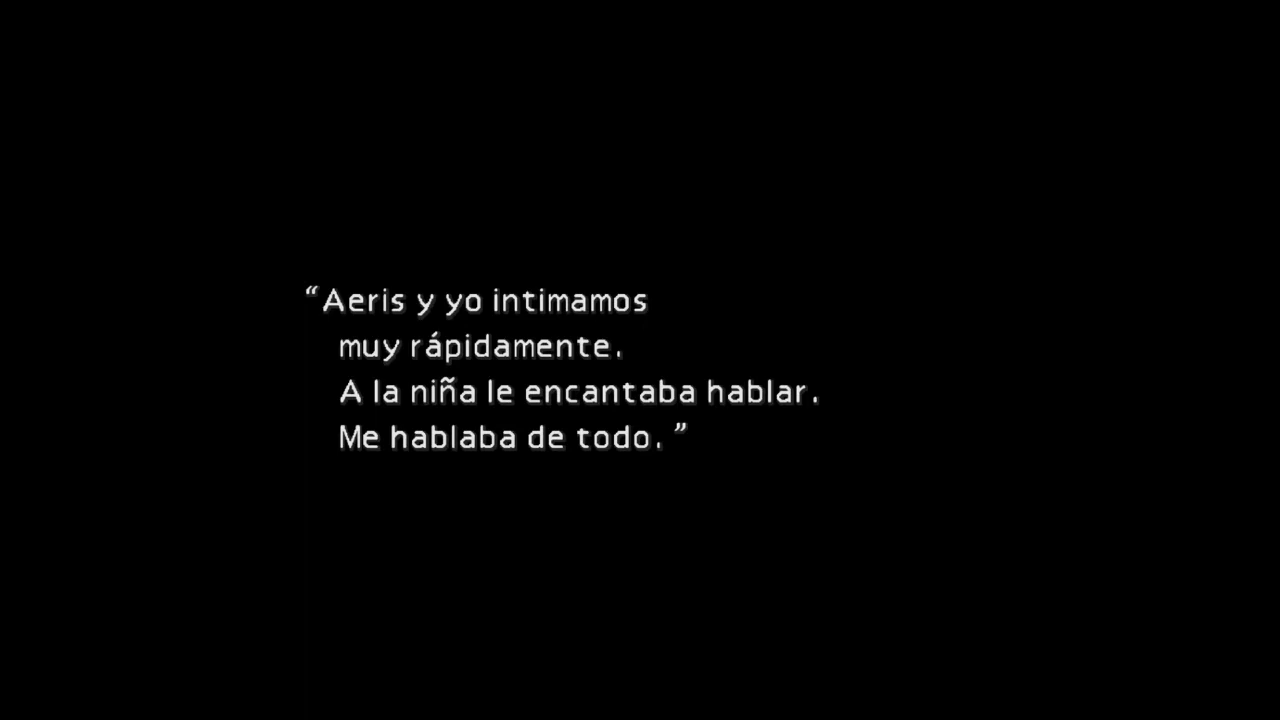 “Aeris y yo intimamos
muy rápidamente.
A la niña le encantaba hablar.
Me hablaba de todo.”